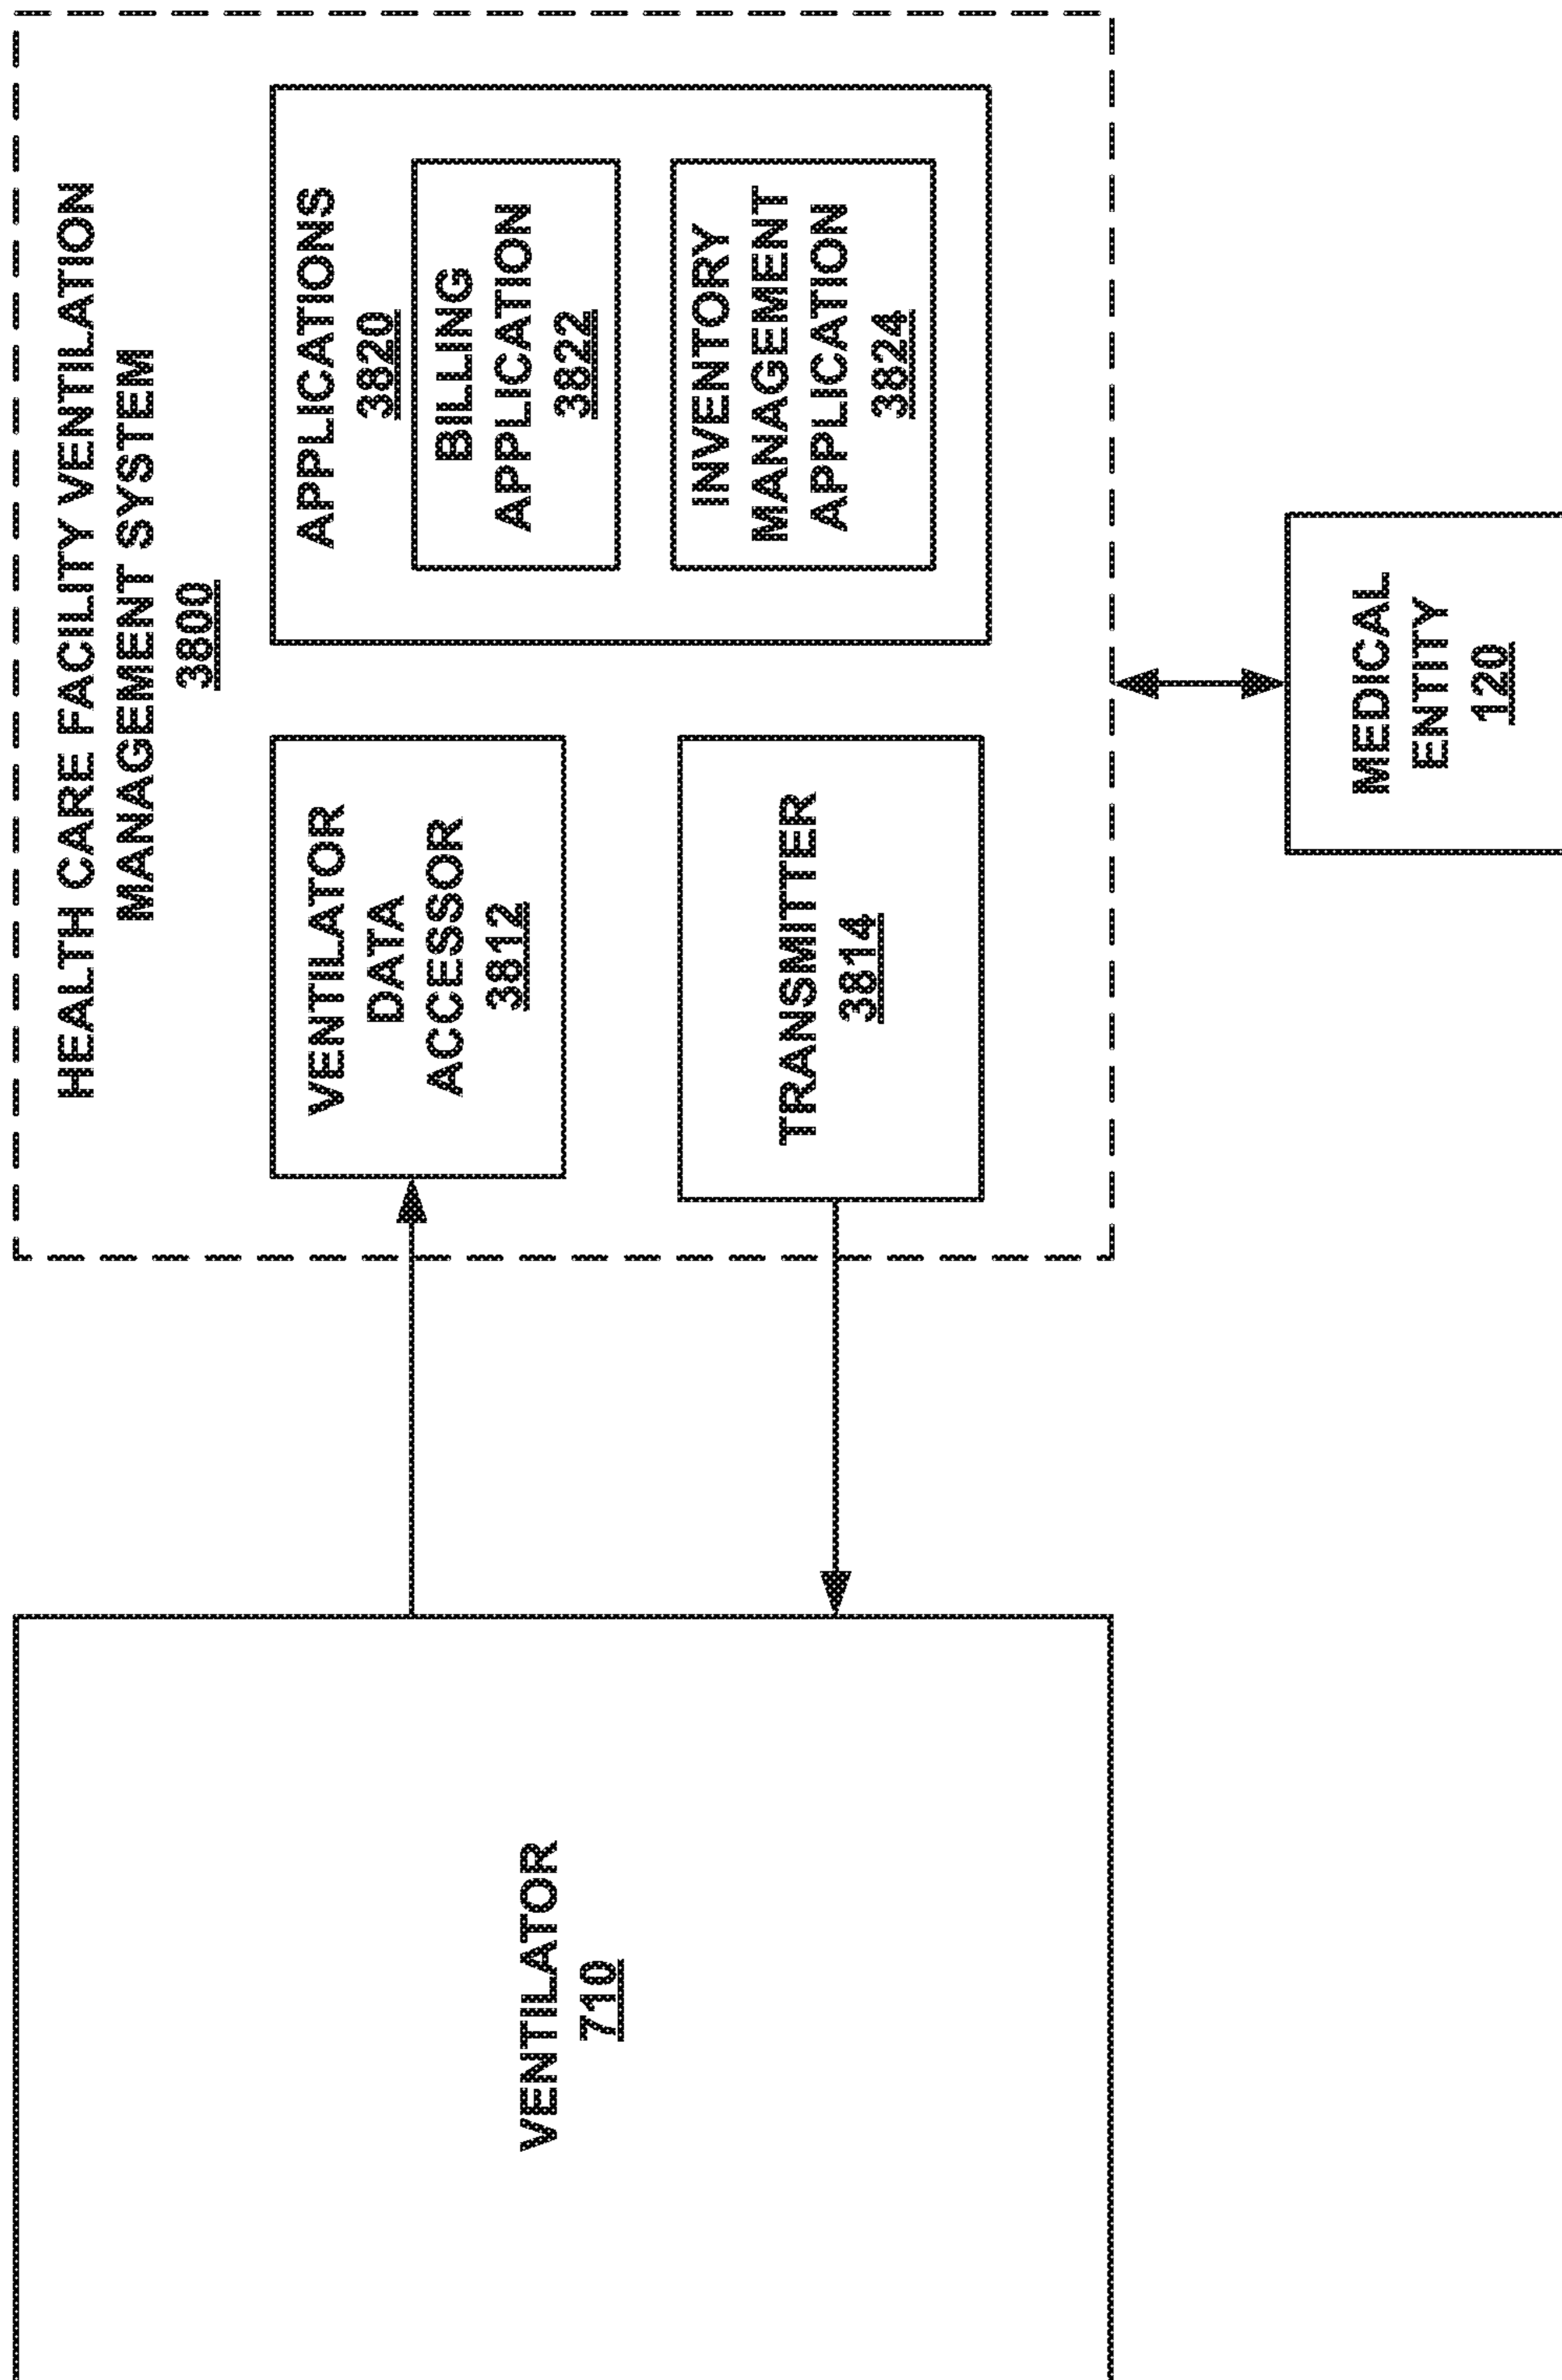 HEALTH CARE FACILITY VENTILATION
MANAGEMENT SYSTEM
3800
VENTILATOR
710
VENTILATOR
DATA
ACCESSOR
3812
TRANSMITTER
3814
APPLICATIONS
3820
BILLING
APPLICATION
3822
INVENTORY
MANAGEMENT
APPLICATION
3824
MEDICAL
ENTITY
120